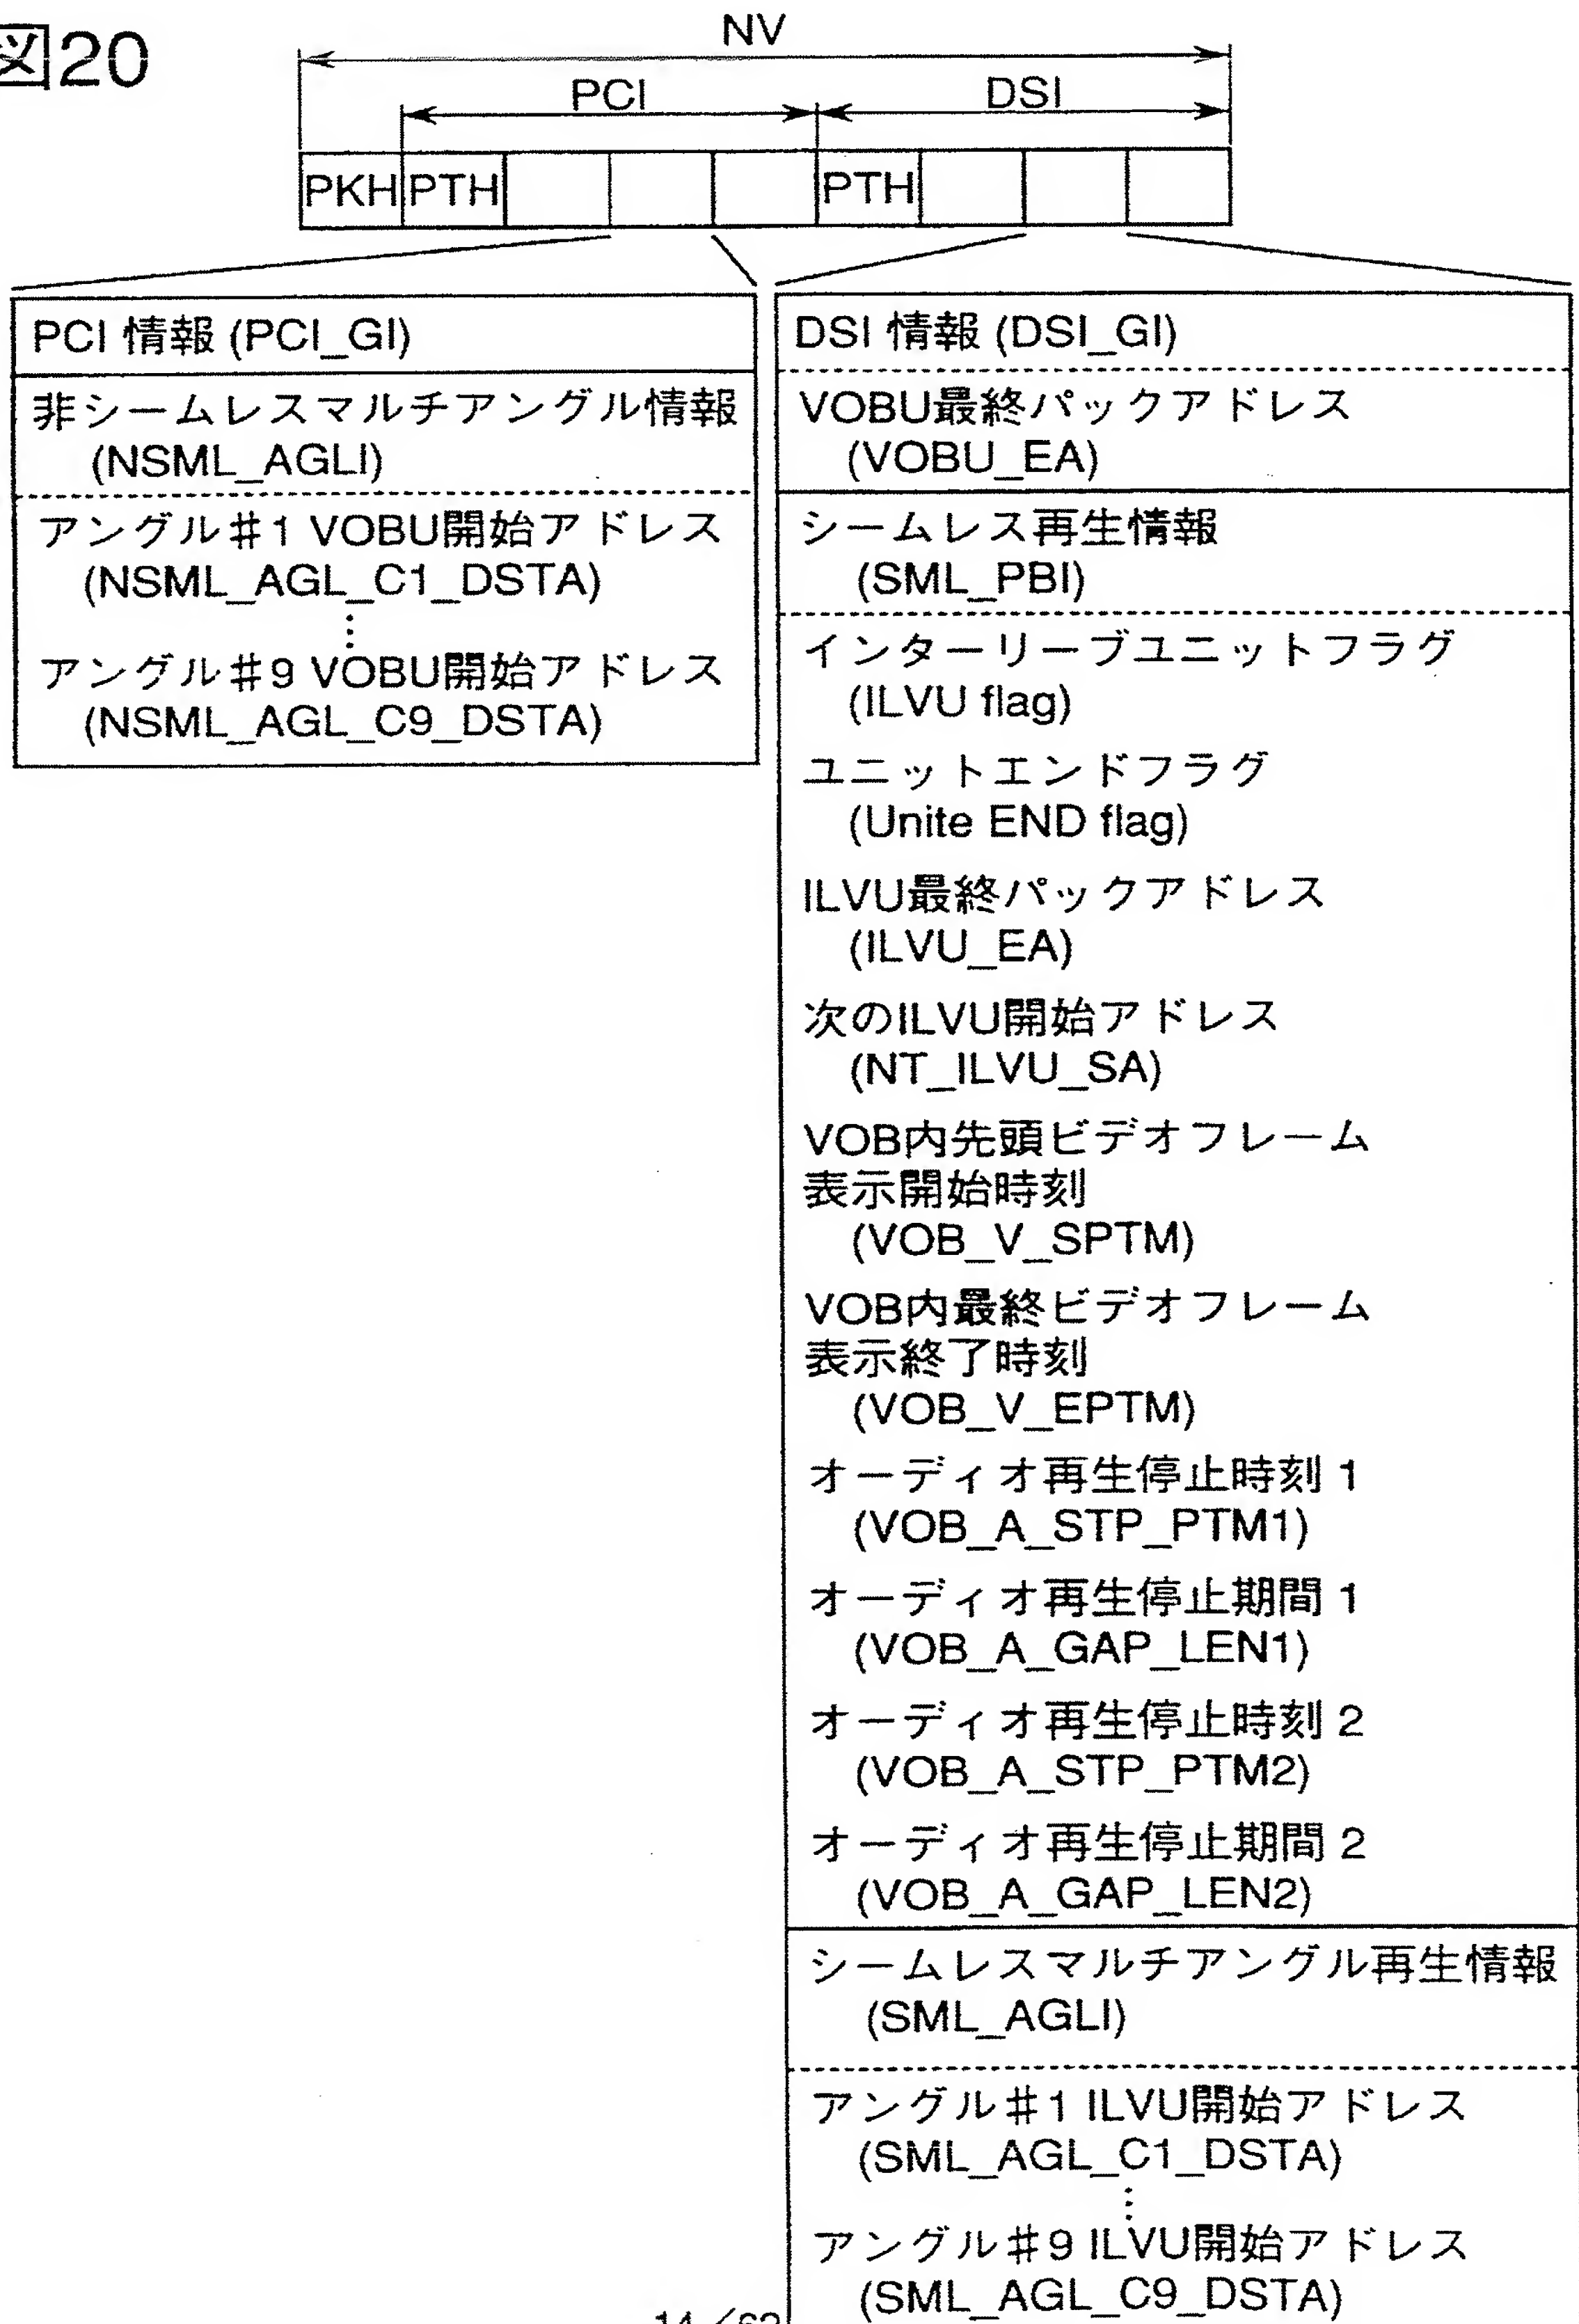 図20
NV
PCI
DSI
PKH PTH PTH
PCI 情報 (PCI_GI)
非シームレスマルチアングル情報
(NSML_AGLI)
アングル#1 VOBU開始アドレス
(NSML_AGL_C1_DSTA)
アングル#9 VOBU開始アドレス
(NSML_AGL_C9_DSTA)
DSI 情報 (DSI_GI)
VOBU最終パックアドレス
(VOBU_EA)
シームレス再生情報
(SML_PBI)
インターリーブユニットフラグ
(ILVU flag)
ユニットエンドフラグ
(Unite END flag)
ILVU最終パックアドレス
(ILVU_EA)
次のILVU開始アドレス
(NT_ILVU_SA)
VOB内先頭ビデオフレーム
表示開始時刻
(VOB_V_SPTM)
VOB内最終ビデオフレーム
表示終了時刻
(VOB_V_EPTM)
オーディオ再生停止時刻 1
(VOB_A_STP_PTM1)
オーディオ再生停止期間 1
(VOB_A_GAP_LEN1)
オーディオ再生停止時刻 2
(VOB_A_STP_PTM2)
オーディオ再生停止期間 2
(VOB_A_GAP_LEN2)
シームレスマルチアングル再生情報
(SML_AGLI)
アングル#1 ILVU開始アドレス
(SML_AGL_C1_DSTA)
アングル#9 ILVU開始アドレス
(SML_AGL_C9_DSTA)